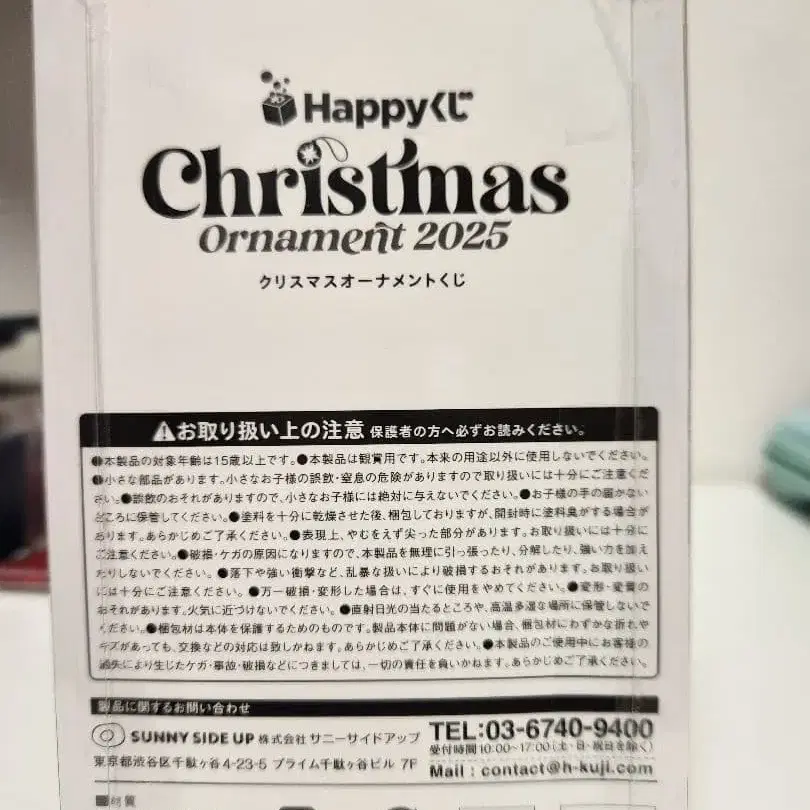 Happyくじ
Christmas
Ornament 2025
クリスマスオーナメントくじ
お取り扱い上の注意 保護者の方へ必ずお読みください。
●本製品の対象年齢は15歳以上です。●本製品は観賞用です。本来の用途以外に使用しないでください。
●小さな部品があります。小さなお子様の誤飲・窒息の危険がありますので取り扱いには十分にご注意くだ
さい。●誤飲のおそれがありますので、小さなお子様には絶対に与えないでください。●お子様の手の届かない
ところに保管してください。●塗料を十分に乾燥させた後、梱包しておりますが、開封時に塗料臭がする場合が
あります。あらかじめご了承ください。●表現上、やむをえず尖った部分があります。お取り扱いには十分に
ご注意ください。●破損・ケガの原因になりますので、本製品を無理に引っ張ったり、分解したり、強い力を加え
たりしないでください。●落下や強い衝撃など、乱暴な扱いにより破損するおそれがあります。お取り扱い
には十分にご注意ください。●万一破損・変形した場合は、すぐに使用をやめてください。●変形・変質の
おそれがあります。火気に近づけないでください。●直射日光の当たるところや、高温多湿な場所に保管しないで
ください。●梱包材は本体を保護するためのものです。製品本体に問題がない場合、梱包材にわずかな折れや
キズがあっても、交換などの対応は致しかねます。あらかじめご了承ください。●本製品のご使用中にお客様の
過失により生じたケガ・事故・破損などにつきましては、一切の責任を負いかねます。あらかじめご了承ください。
製品に関するお問い合わせ
SUNNY SIDE UP 株式会社 サニーサイドアップ
東京都渋谷区千駄ヶ谷4-23-5 プライム千駄ヶ谷ビル 7F
TEL:03-6740-9400
受付時間10:00~17:00(土・日・祝日を除く)
Mail : contact@h-kuji.com
材質